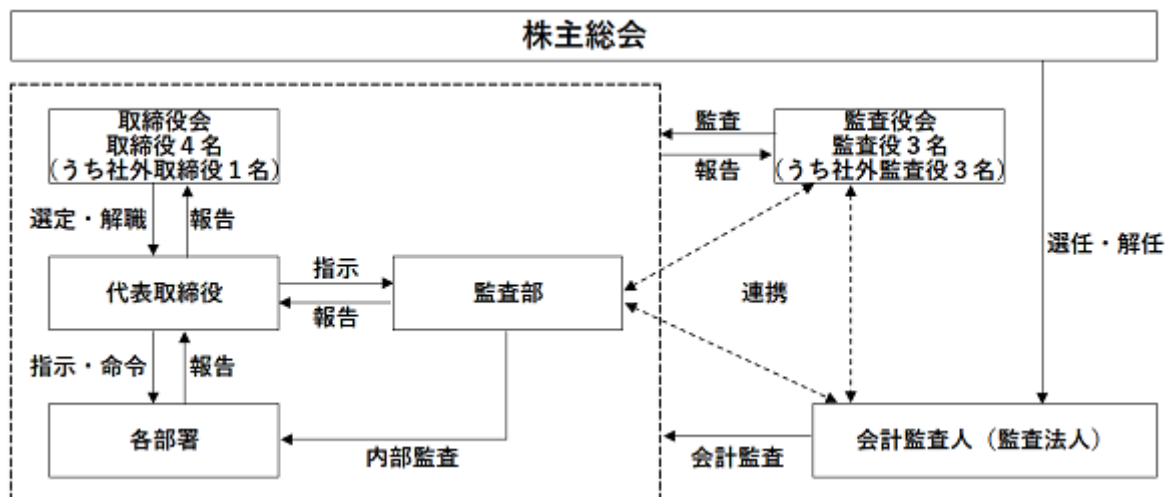 株主総会
取締役会
取締役４名
（うち社外取締役１名）
監査
報告
監査役会
監査役３名
（うち社外監査役３名）
選定・解職
報告
選任・解任
代表取締役
指示
報告
監査部
連携
指示・命令
報告
各部署
内部監査
会計監査
会計監査人（監査法人）